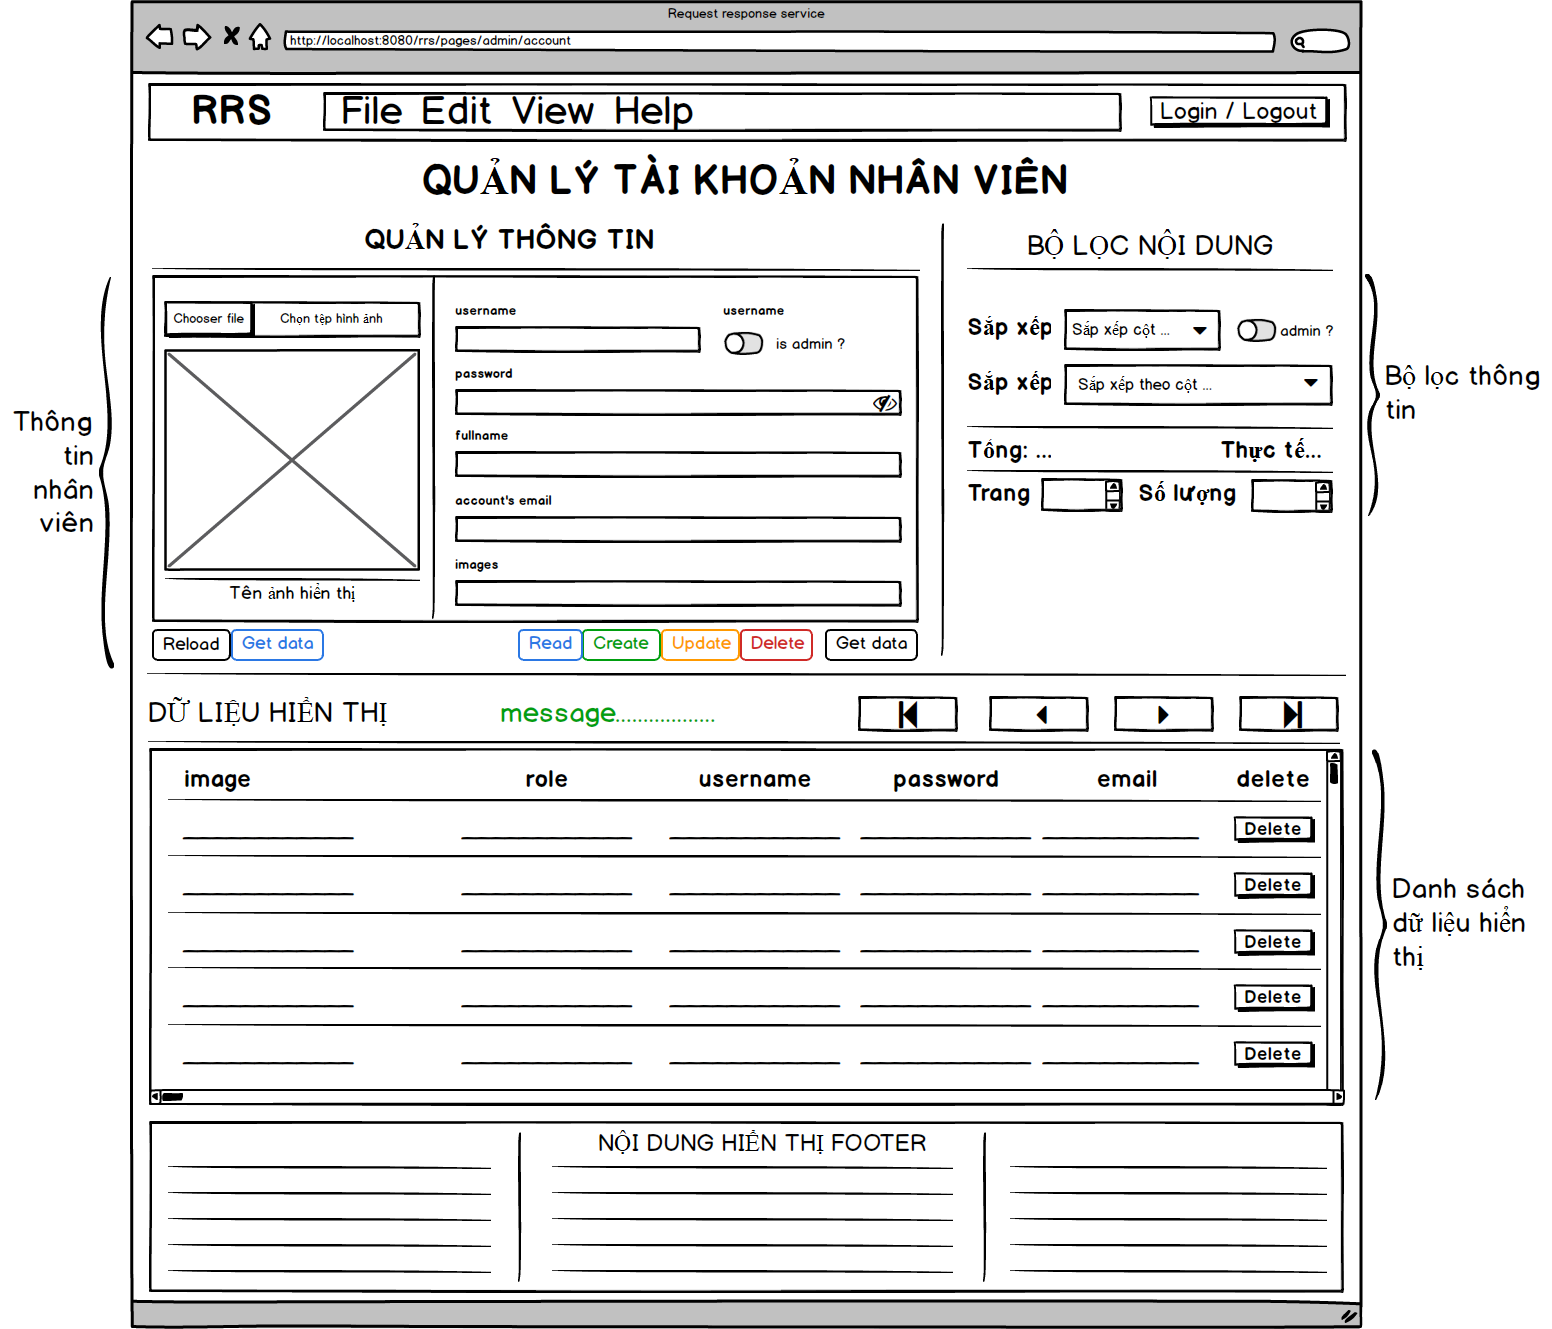 Request response service
http://localhost:8080/rrs/pages/admin/account
RRS File Edit View Help Login / Logout
QUẢN LÝ TÀI KHOẢN NHÂN VIÊN
QUẢN LÝ THÔNG TIN
BỘ LỌC NỘI DUNG
Thông
tin
nhân
viên
Chooser file Chọn tệp hình ảnh
Tên ảnh hiển thị
username username
is admin ?
password
fullname
account's email
images
Reload Get data Read Create Update Delete Get data
Sắp xếp Sắp xếp cột ... admin ?
Sắp xếp Sắp xếp theo cột ...
Tổng: ... Thực tế...
Trang Số lượng
Bộ lọc thông
tin
DỮ LIỆU HIỂN THỊ message..................
image role username password email delete
Delete
Delete
Delete
Delete
Delete
Danh sách
dữ liệu hiển
thị
NỘI DUNG HIỂN THỊ FOOTER